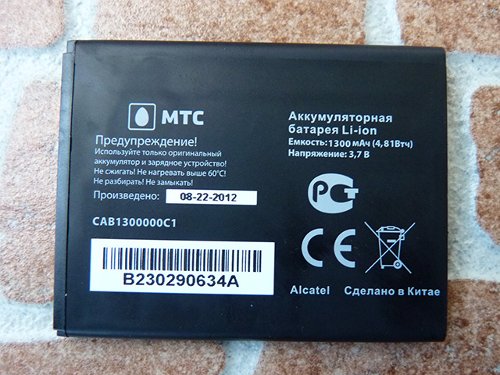 МТС
Предупреждение!
Используйте только оригинальный
аккумулятор и зарядное устройство!
Не сжигать! Не нагревать выше 60°C!
Не разбирать! Не замыкать!
Произведено: 08-22-2012
CAB1300000C1
B230290634A
Аккумуляторная
батарея Li-ion
Емкость: 1300 мАч (4,81Втч)
Напряжение: 3,7 В
РСТ
CE
Alcatel Сделано в Китае